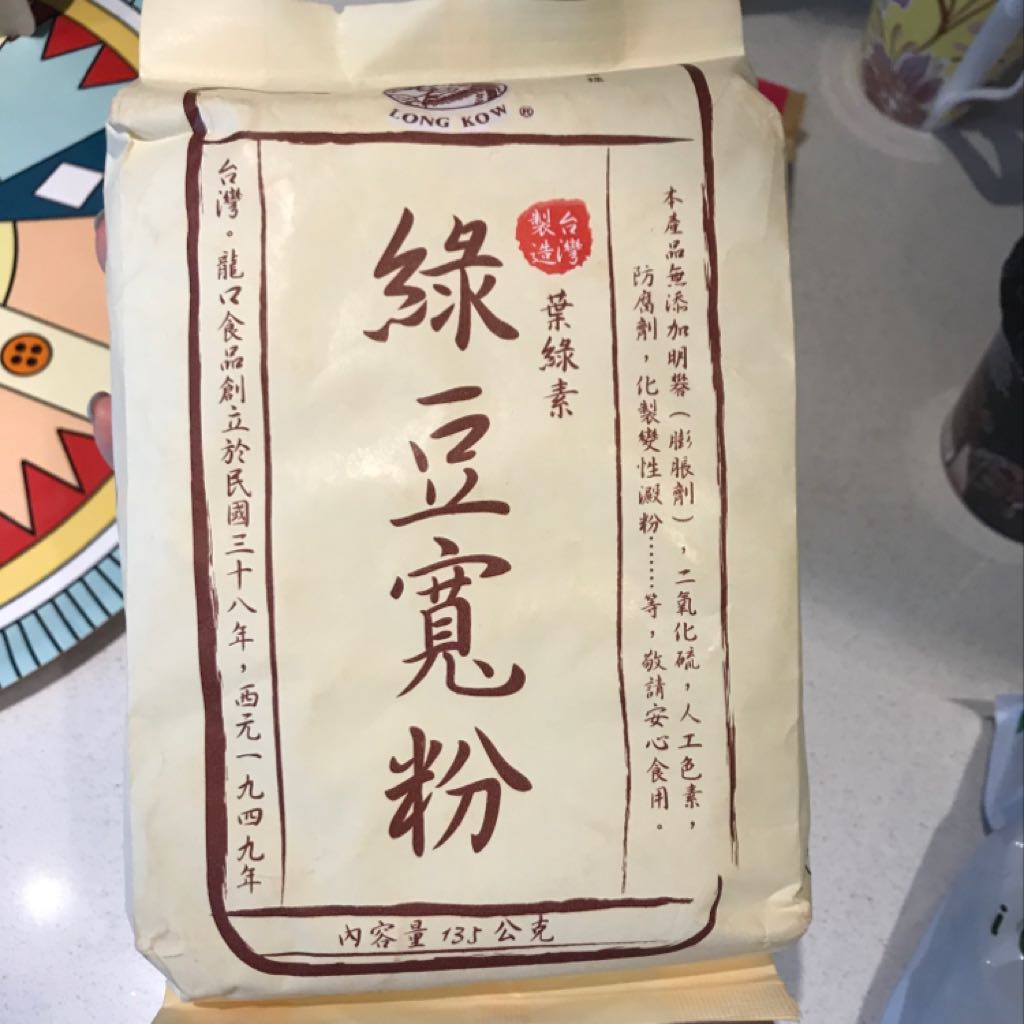 LONG KOW ®
本產品無添加明礬（膨脹劑），二氧化硫，人工色素，
防腐劑，化製變性澱粉……等，敬請安心食用。
台灣
製造
葉綠素
綠豆寬粉
台灣。龍口食品創立於民國三十八年，西元一九四九年
內容量 135 公克